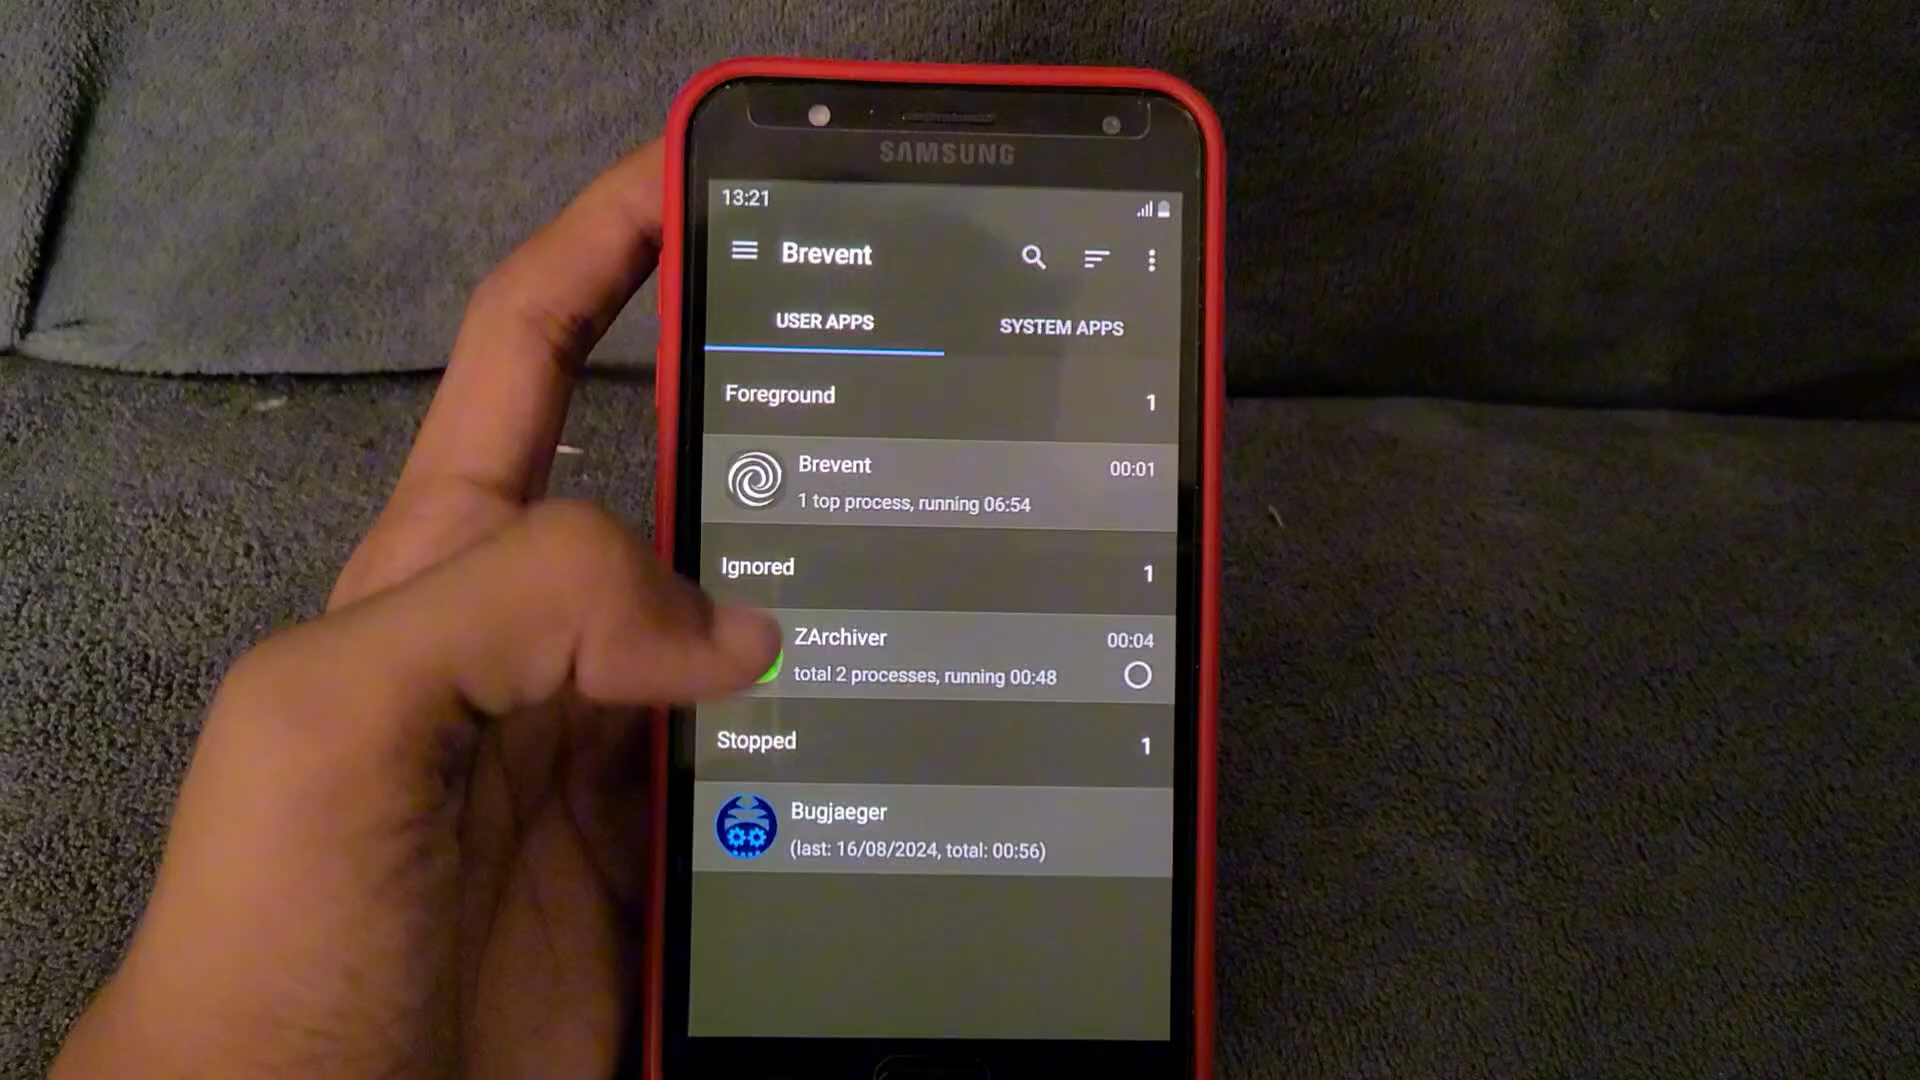 SAMSUNG
13:21
Brevent
USER APPS
SYSTEM APPS
Foreground
1
Brevent
00:01
1 top process, running 06:54
Ignored
1
ZArchiver
00:04
total 2 processes, running 00:48
Stopped
1
Bugjaeger
(last: 16/08/2024, total: 00:56)